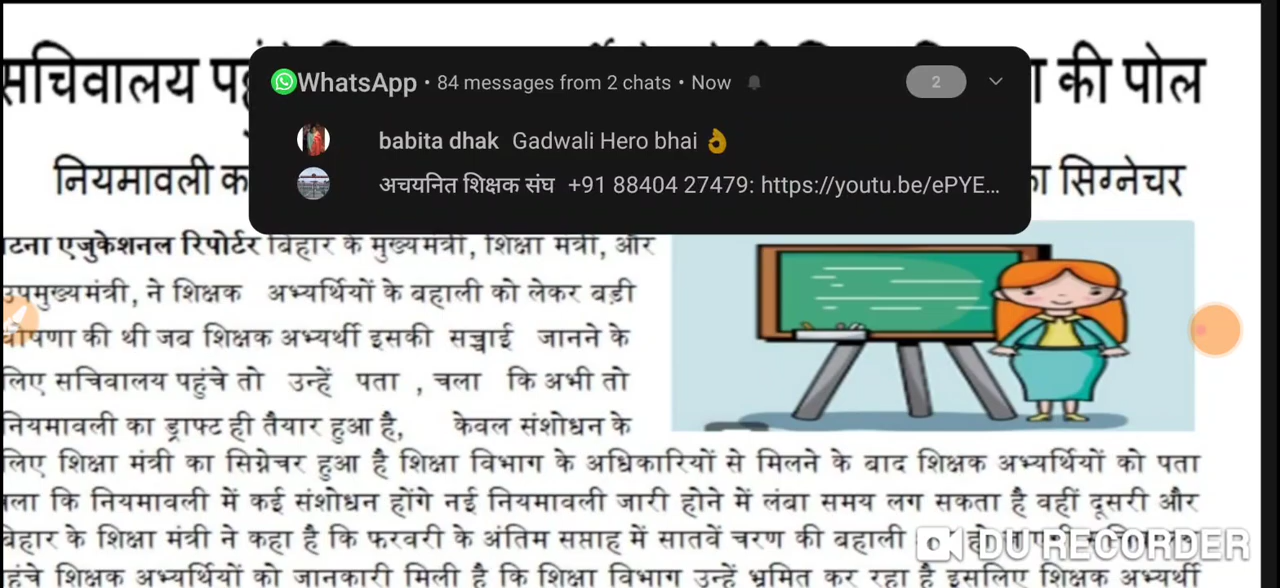 सचिवालय की पोल
WhatsApp • 84 messages from 2 chats • Now
2
babita dhak Gadwali Hero bhai 👌
अचयनित शिक्षक संघ +91 88404 27479: https://youtu.be/ePYE...
नियमावली सिग्नेचर
एजुकेशनल रिपोर्टर बिहार के मुख्यमंत्री, शिक्षा मंत्री, और
उपमुख्यमंत्री, ने शिक्षक अभ्यर्थियों के बहाली को लेकर बड़ी
की थी जब शिक्षक अभ्यर्थी इसकी सच्चाई जानने के
लिए सचिवालय पहुंचे तो उन्हें पता , चला कि अभी तो
नियमावली का ड्राफ्ट ही तैयार हुआ है, केवल संशोधन के
लिए शिक्षा मंत्री का सिग्नेचर हुआ है शिक्षा विभाग के अधिकारियों से मिलने के बाद शिक्षक अभ्यर्थियों को पता
कि नियमावली में कई संशोधन होंगे नई नियमावली जारी होने में लंबा समय लग सकता है वहीं दूसरी और
के शिक्षा मंत्री ने कहा है कि फरवरी के अंतिम सप्ताह में सातवें चरण की बहाली
DU RECORDER
शिक्षक अभ्यर्थियों को जानकारी मिली है कि शिक्षा विभाग उन्हें भ्रमित कर रहा है इसलिए शिक्षक अभ्यर्थी